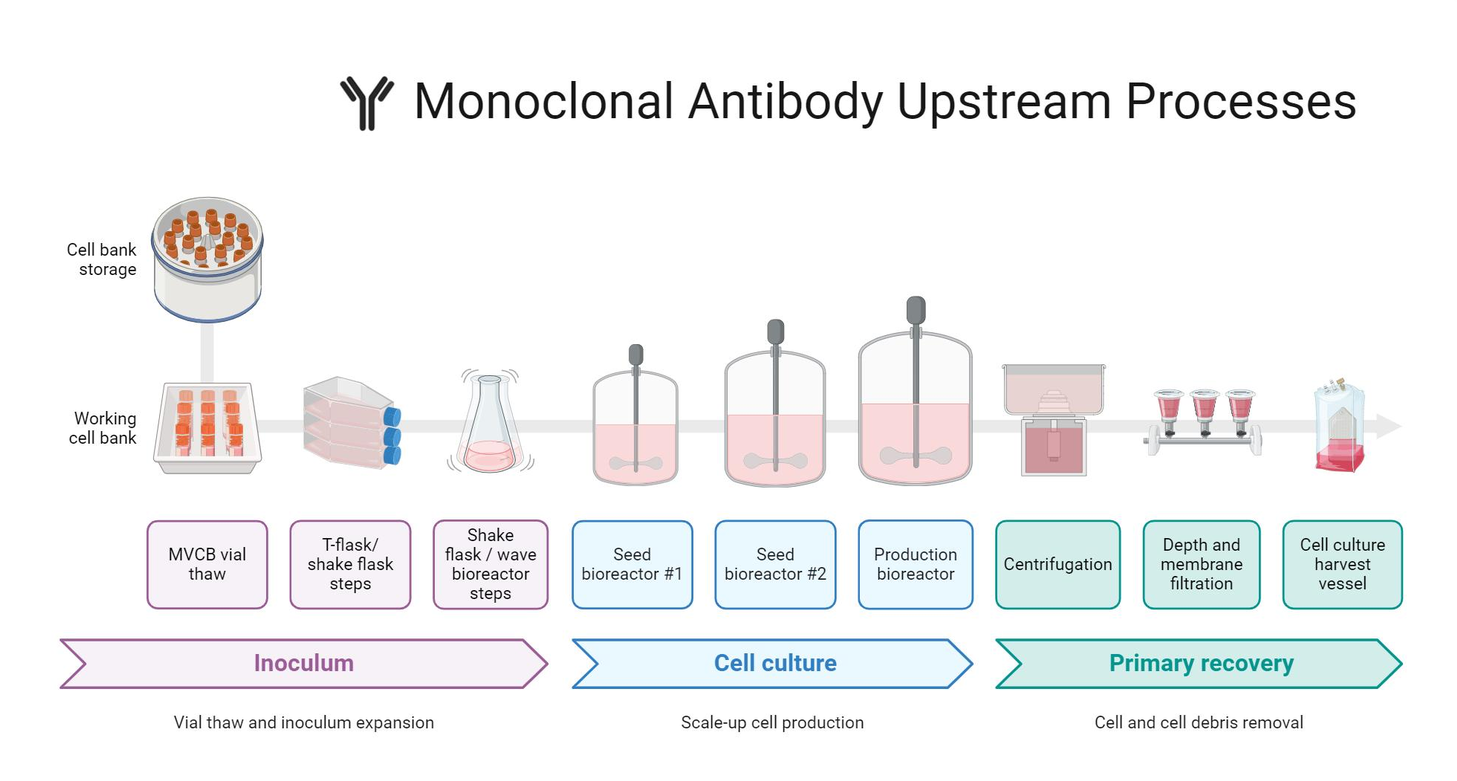 Monoclonal Antibody Upstream Processes
Cell bank
storage
Working
cell bank
MVCB vial
thaw
T-flask/
shake flask
steps
Shake
flask / wave
bioreactor
steps
Seed
bioreactor #1
Seed
bioreactor #2
Production
bioreactor
Centrifugation
Depth and
membrane
filtration
Cell culture
harvest
vessel
Inoculum
Cell culture
Primary recovery
Vial thaw and inoculum expansion
Scale-up cell production
Cell and cell debris removal